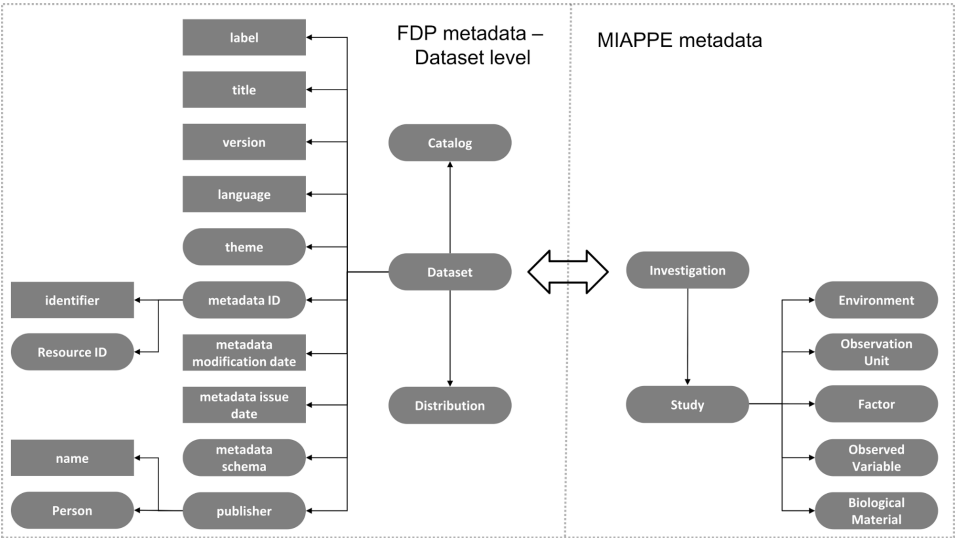 FDP metadata –
Dataset level
MIAPPE metadata
label
title
version
language
theme
metadata ID
identifier
Resource ID
metadata
modification date
metadata issue
date
metadata
schema
publisher
name
Person
Catalog
Dataset
Distribution
Investigation
Study
Environment
Observation
Unit
Factor
Observed
Variable
Biological
Material